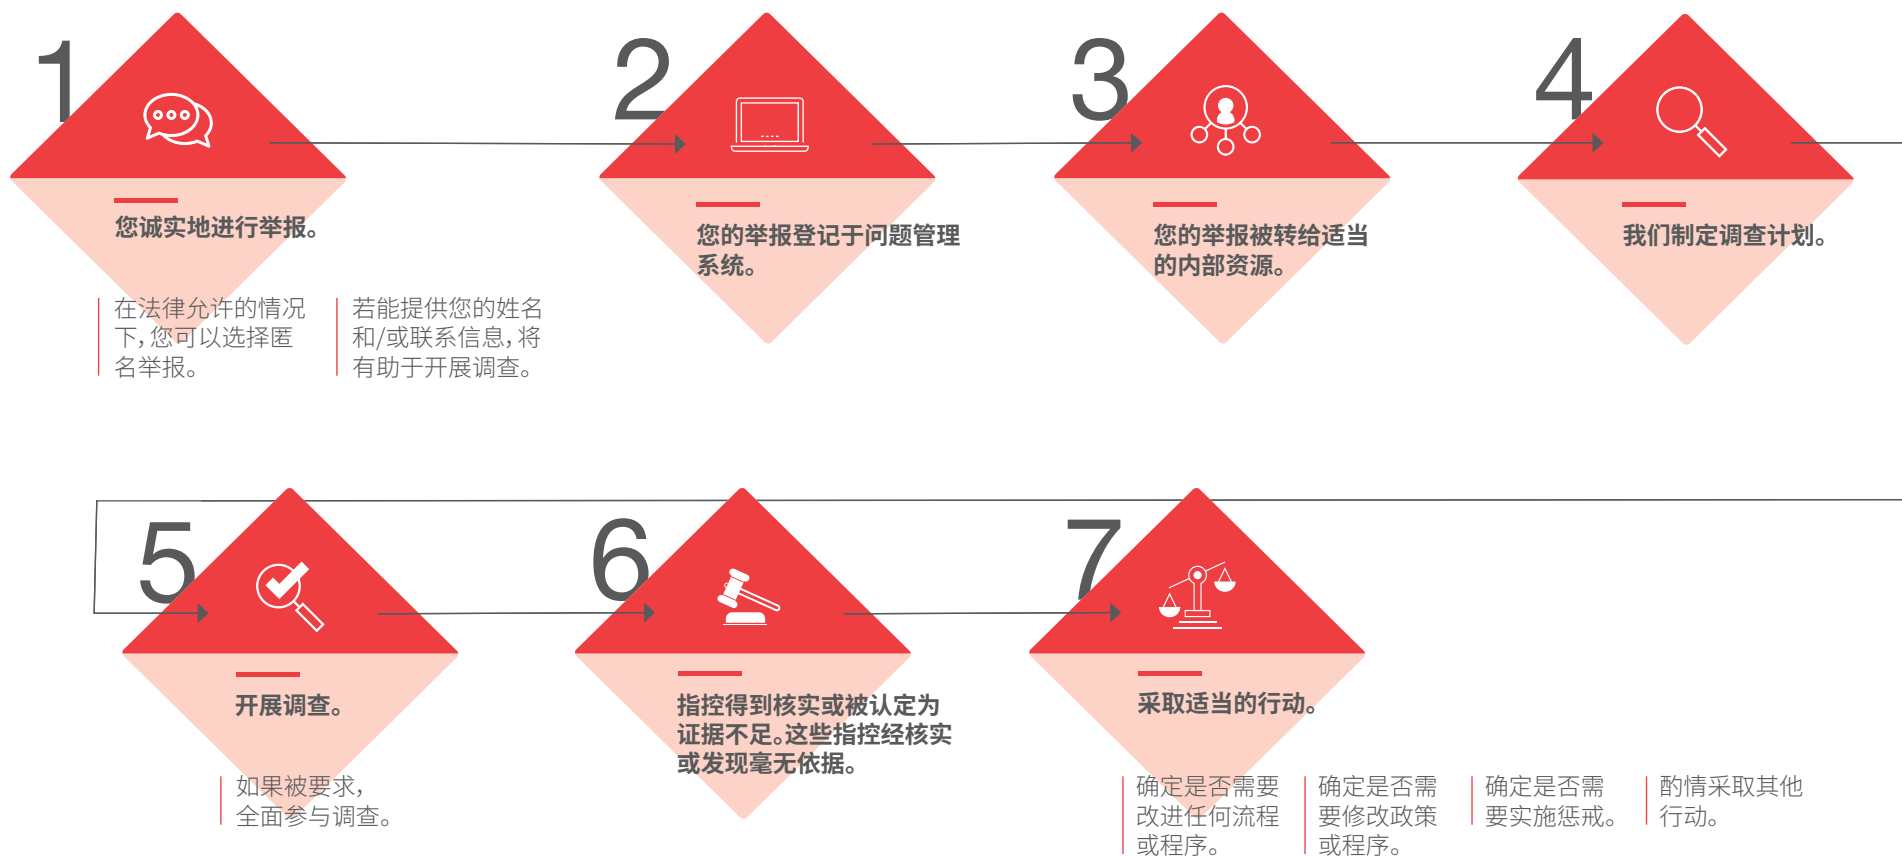 1
您诚实地进行举报。
在法律允许的情况
下，您可以选择匿
名举报。
若能提供您的姓名
和/或联系信息，将
有助于开展调查。
2
您的举报登记于问题管理
系统。
3
您的举报被转给适当
的内部资源。
4
我们制定调查计划。
5
开展调查。
如果被要求，
全面参与调查。
6
指控得到核实或被认定为
证据不足。这些指控经核实
或发现毫无依据。
7
采取适当的行动。
确定是否需要
改进任何流程
或程序。
确定是否需
要修改政策
或程序。
确定是否需
要实施惩戒。
酌情采取其他
行动。